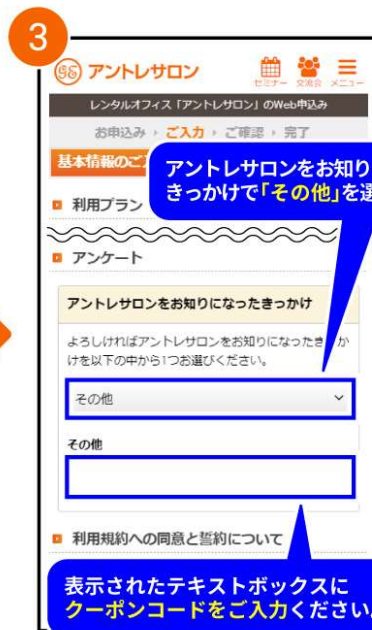 3
アントレサロン
セミナー 交流会 メニュー
レンタルオフィス「アントレサロン」のWeb申込み
お申込み › ご入力 › ご確認 › 完了
基本情報のご
アントレサロンをお知り
きっかけで「その他」を選
利用プラン
アンケート
アントレサロンをお知りになったきっかけ
よろしければアントレサロンをお知りになったき か
けを以下の中から1つお選びください。
その他
その他
利用規約への同意と誓約について
表示されたテキストボックスに
クーポンコードをご入力ください。